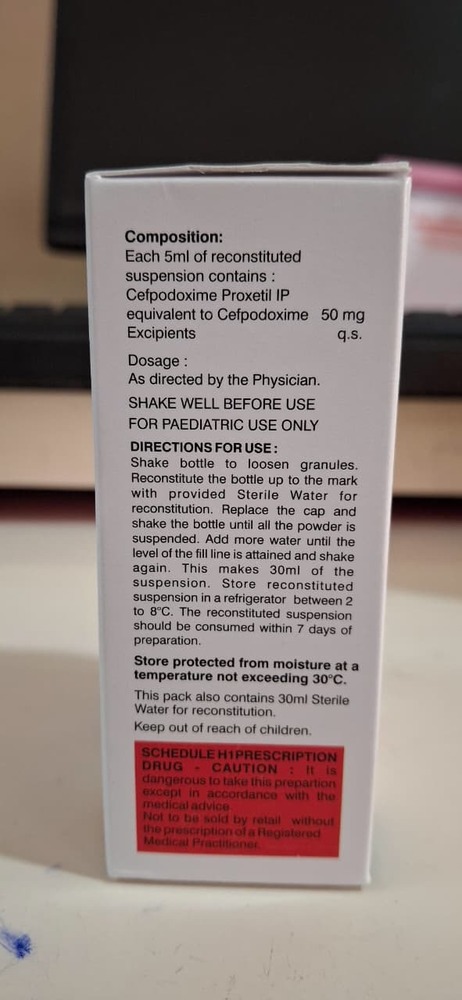 Composition:
Each 5ml of reconstituted
suspension contains :
Cefpodoxime Proxetil IP
equivalent to Cefpodoxime 50 mg
Excipients q.s.
Dosage :
As directed by the Physician.
SHAKE WELL BEFORE USE
FOR PAEDIATRIC USE ONLY
DIRECTIONS FOR USE :
Shake bottle to loosen granules.
Reconstitute the bottle up to the mark
with provided Sterile Water for
reconstitution. Replace the cap and
shake the bottle until all the powder is
suspended. Add more water until the
level of the fill line is attained and shake
again. This makes 30ml of the
suspension. Store reconstituted
suspension in a refrigerator between 2
to 8°C. The reconstituted suspension
should be consumed within 7 days of
preparation.
Store protected from moisture at a
temperature not exceeding 30°C.
This pack also contains 30ml Sterile
Water for reconstitution.
Keep out of reach of children.
SCHEDULE H1 PRESCRIPTION
DRUG - CAUTION : It is
dangerous to take this prepartion
except in accordance with the
medical advice.
Not to be sold by retail without
the prescription of a Registered
Medical Practitioner.